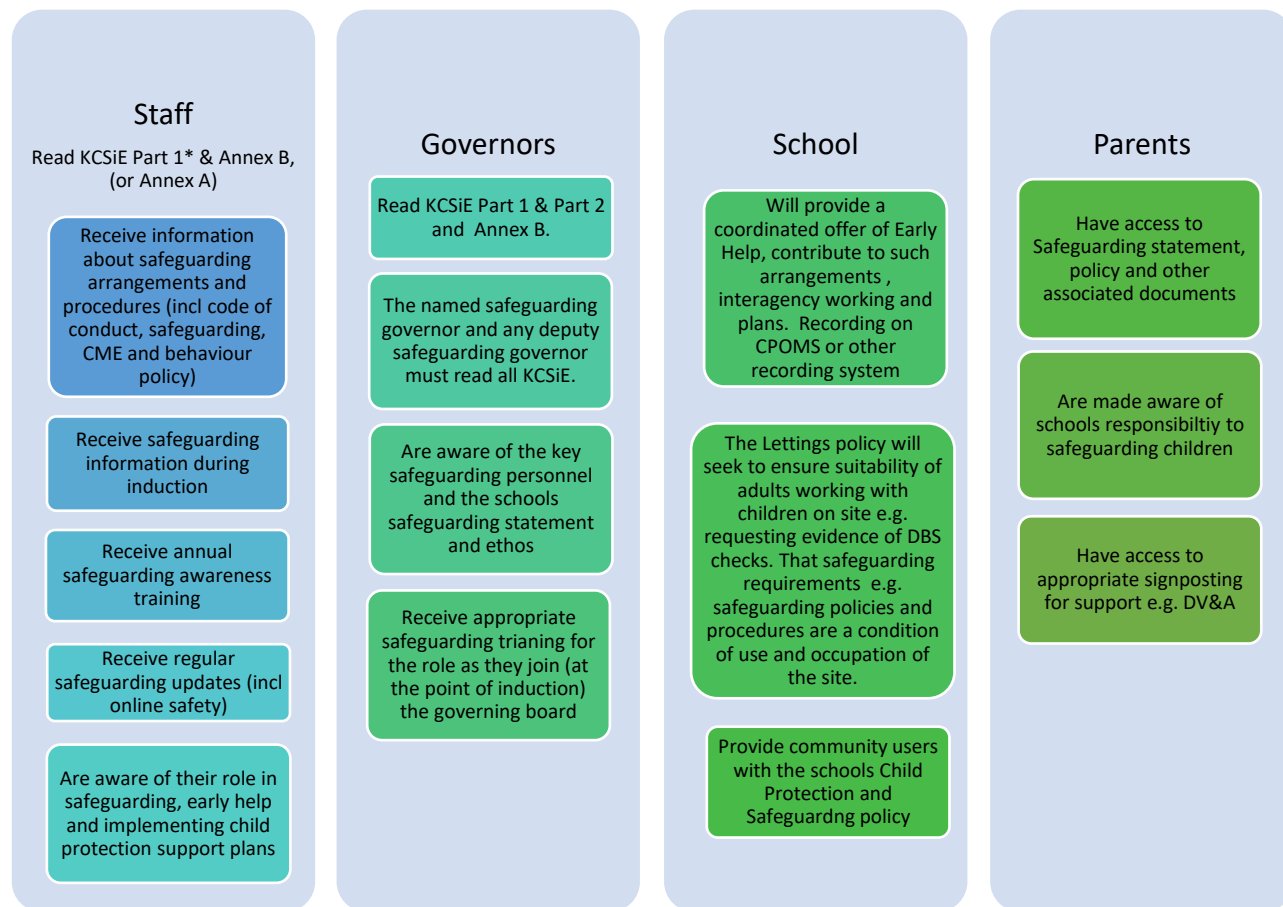 Staff
Read KCSiE Part 1* & Annex B,
(or Annex A)
Receive information
about safeguarding
arrangements and
procedures (incl code of
conduct, safeguarding,
CME and behaviour
policy)
Receive safeguarding
information during
induction
Receive annual
safeguarding awareness
training
Receive regular
safeguarding updates (incl
online safety)
Are aware of their role in
safeguarding, early help
and implementing child
protection support plans
Governors
Read KCSiE Part 1 & Part 2
and Annex B.
The named safeguarding
governor and any deputy
safeguarding governor
must read all KCSiE.
Are aware of the key
safeguarding personnel
and the schools
safeguarding statement
and ethos
Receive appropriate
safeguarding trianing for
the role as they join (at
the point of induction)
the governing board
School
Will provide a
coordinated offer of Early
Help, contribute to such
arrangements ,
interagency working and
plans. Recording on
CPOMS or other
recording system
The Lettings policy will
seek to ensure suitability of
adults working with
children on site e.g.
requesting evidence of DBS
checks. That safeguarding
requirements e.g.
safeguarding policies and
procedures are a condition
of use and occupation of
the site.
Provide community users
with the schools Child
Protection and
Safeguardng policy
Parents
Have access to
Safeguarding statement,
policy and other
associated documents
Are made aware of
schools responsibiltiy to
safeguarding children
Have access to
appropriate signposting
for support e.g. DV&A